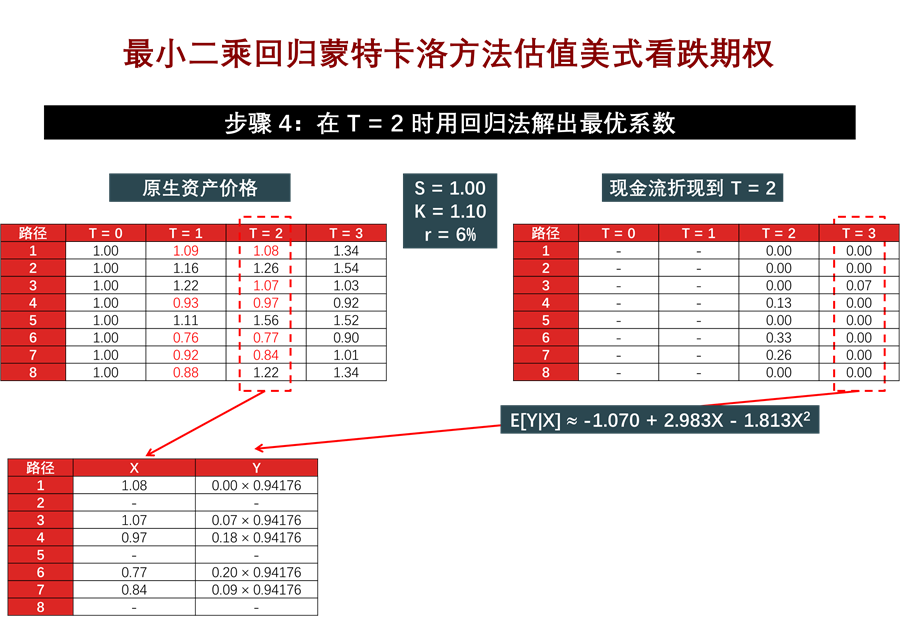 最小二乘回归蒙特卡洛方法估值美式看跌期权
步骤 4：在 T = 2 时用回归法解出最优系数
原生资产价格
S = 1.00
K = 1.10
r = 6%
现金流折现到 T = 2
路径 T = 0 T = 1 T = 2 T = 3
1 1.00 1.09 1.08 1.34
2 1.00 1.16 1.26 1.54
3 1.00 1.22 1.07 1.03
4 1.00 0.93 0.97 0.92
5 1.00 1.11 1.56 1.52
6 1.00 0.76 0.77 0.90
7 1.00 0.92 0.84 1.01
8 1.00 0.88 1.22 1.34
路径 T = 0 T = 1 T = 2 T = 3
1 - - 0.00 0.00
2 - - 0.00 0.00
3 - - 0.00 0.07
4 - - 0.13 0.00
5 - - 0.00 0.00
6 - - 0.33 0.00
7 - - 0.26 0.00
8 - - 0.00 0.00
E[Y|X] ≈ -1.070 + 2.983X - 1.813X²
路径 X Y
1 1.08 0.00 × 0.94176
2 - -
3 1.07 0.07 × 0.94176
4 0.97 0.18 × 0.94176
5 - -
6 0.77 0.20 × 0.94176
7 0.84 0.09 × 0.94176
8 - -